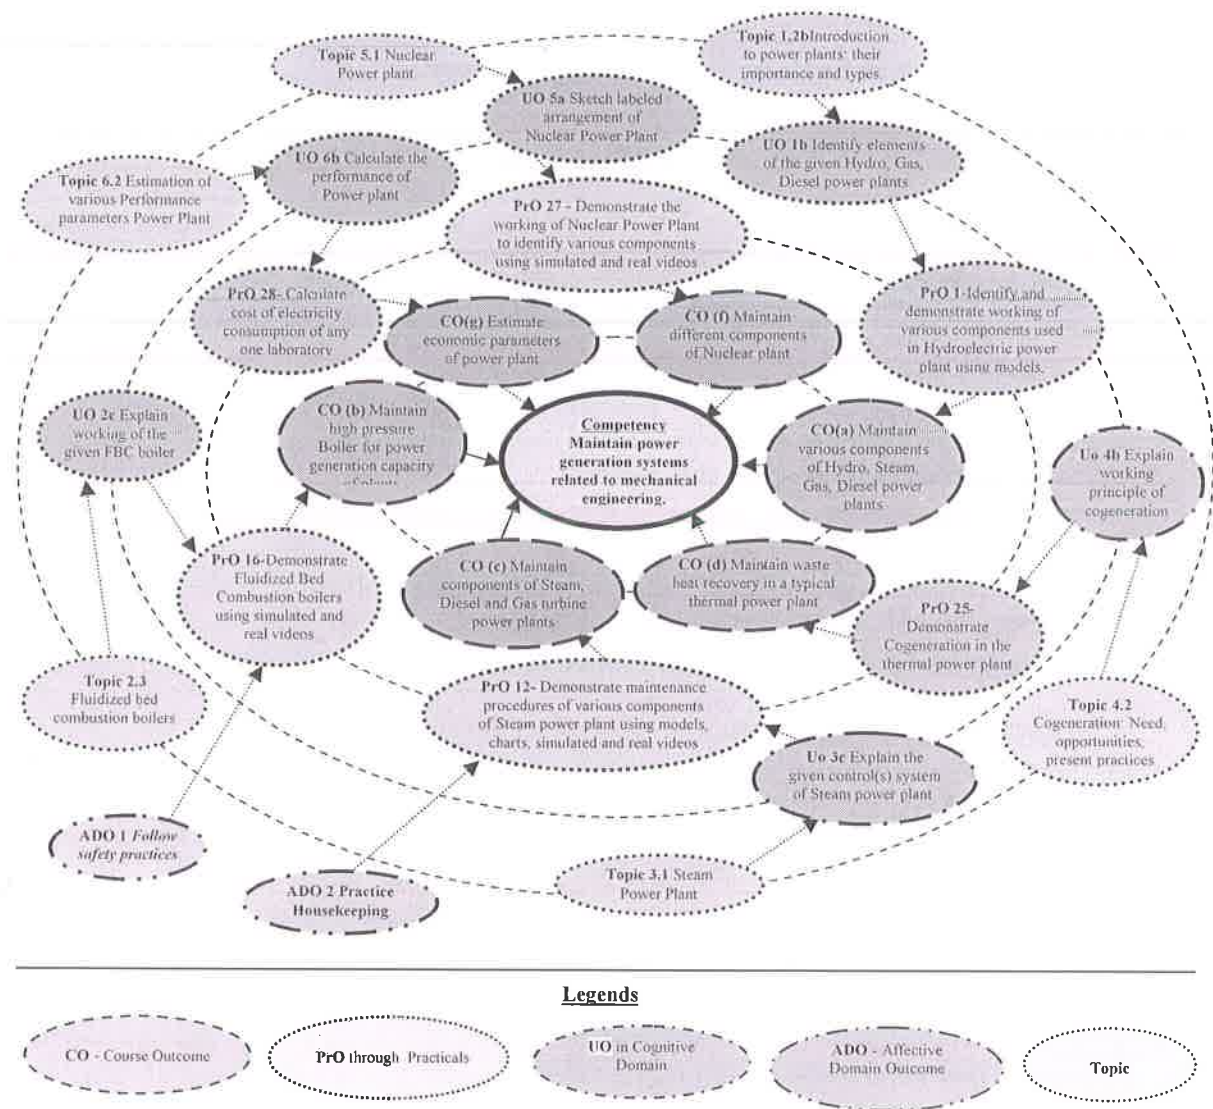 Topic 5.1 Nuclear
Power plant
Topic 1.2b Introduction
to power plants' their
importance and types.
UO 5a Sketch labeled
arrangement of
Nuclear Power Plant
UO 1b Identify elements
of the given Hydro, Gas,
Diesel power plants
UO 6b Calculate the
performance of
Power plant
Topic 6.2 Estimation of
various Performance
parameters Power Plant
PrO 27 - Demonstrate the
working of Nuclear Power Plant
to identify various components
using simulated and real videos
PrO 28- Calculate
cost of electricity
consumption of any
one laboratory
PrO 1-Identify and
demonstrate working of
various components used
in Hydroelectric power
plant using models.
CO(g) Estimate
economic parameters
of power plant
CO (f) Maintain
different components
of Nuclear plant
UO 2c Explain
working of the
given FBC boiler
CO (b) Maintain
high pressure
Boiler for power
generation capacity
Competency
Maintain power
generation systems
related to mechanical
engineering.
CO(a) Maintain
various components
of Hydro, Steam,
Gas, Diesel power
plants
Uo 4b Explain
working
principle of
cogeneration
PrO 16-Demonstrate
Fluidized Bed
Combustion boilers
using simulated and
real videos
CO (c) Maintain
components of Steam,
Diesel and Gas turbine
power plants
CO (d) Maintain waste
heat recovery in a typical
thermal power plant
PrO 25-
Demonstrate
Cogeneration in the
thermal power plant
Topic 2.3
Fluidized bed
combustion boilers
PrO 12- Demonstrate maintenance
procedures of various components
of Steam power plant using models,
charts, simulated and real videos
Topic 4.2
Cogeneration: Need,
opportunities,
present practices
Uo 3c Explain the
given control(s) system
of Steam power plant
ADO 1 Follow
safety practices
ADO 2 Practice
Housekeeping
Topic 3.1 Steam
Power Plant
Legends
CO - Course Outcome
PrO through Practicals
UO in Cognitive
Domain
ADO - Affective
Domain Outcome
Topic